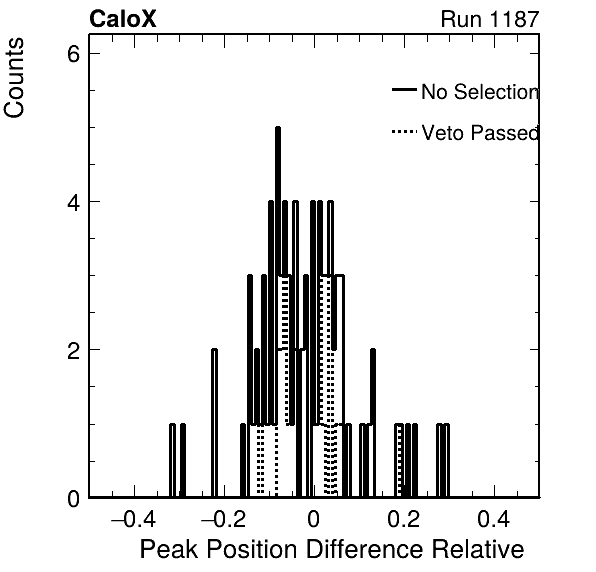 CaloX Run 1187
Counts
6
No Selection
Veto Passed
4
2
0
−0.4 −0.2 0 0.2 0.4
Peak Position Difference Relative